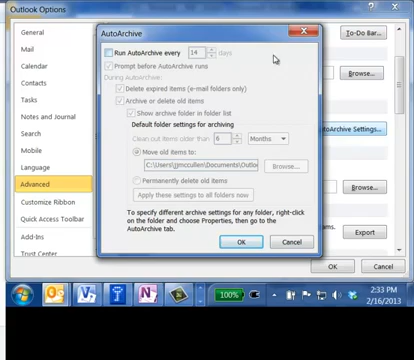 Outlook Options
General
Mail
Calendar
Contacts
Tasks
Notes and Journal
Search
Mobile
Language
Advanced
Customize Ribbon
Quick Access Toolbar
Add-Ins
Trust Center
AutoArchive
Run AutoArchive every 14 days
Prompt before AutoArchive runs
During AutoArchive:
Delete expired items (e-mail folders only)
Archive or delete old items
Show archive folder in folder list
Default folder settings for archiving
Clean out items older than 6 Months
Move old items to:
C:\Users\jjmccullen\Documents\Outloo Browse...
Permanently delete old items
Apply these settings to all folders now
To specify different archive settings for any folder, right-click
on the folder and choose Properties, then go to the
AutoArchive tab.
OK Cancel
To-Do Bar...
Browse...
AutoArchive Settings...
Browse...
Export
OK Cancel
100%
2:33 PM
2/16/2013